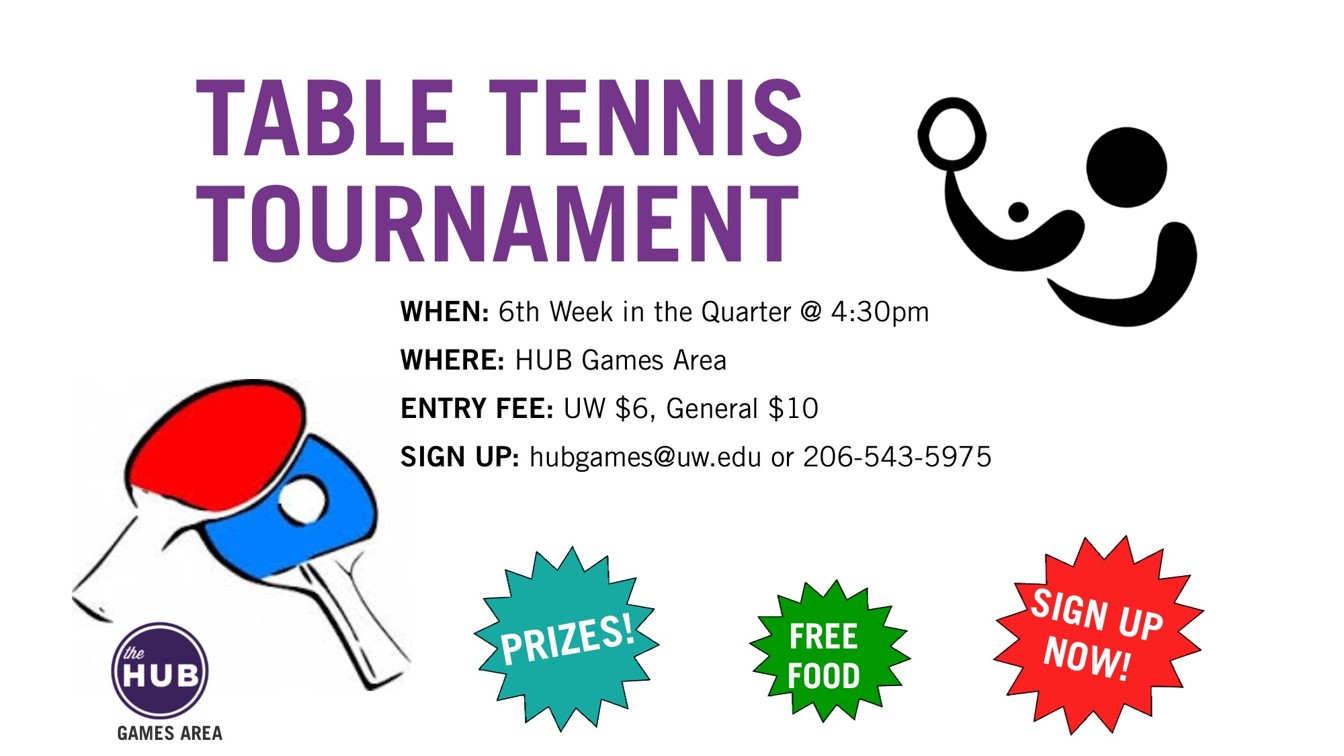 TABLE TENNIS
TOURNAMENT
WHEN: 6th Week in the Quarter @ 4:30pm
WHERE: HUB Games Area
ENTRY FEE: UW $6, General $10
SIGN UP: hubgames@uw.edu or 206-543-5975
PRIZES!
FREE
FOOD
SIGN UP
NOW!
the
HUB
GAMES AREA